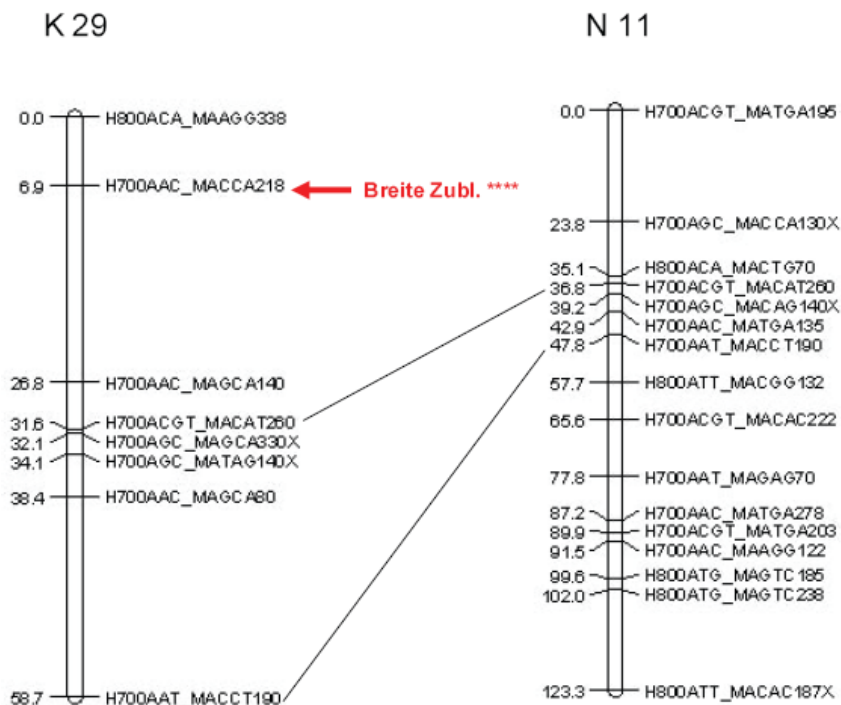 K 29
0.0 H800ACA_MAAGG338
6.9 H700AAC_MACCA218
Breite Zubl. ****
26.8 H700AAC_MAGCA140
31.6 H700ACGT_MACAT260
32.1 H700AGC_MAGCA330X
34.1 H700AGC_MATAG140X
38.4 H700AAC_MAGCA80
58.7 H700AAT_MACCT190
N 11
0.0 H700ACGT_MATGA195
23.8 H700AGC_MACCA130X
35.1 H800ACA_MACTG70
36.8 H700ACGT_MACAT260
39.2 H700AGC_MACAG140X
42.9 H700AAC_MATGA135
47.8 H700AAT_MACCT190
57.7 H800ATT_MACGG132
65.6 H700ACGT_MACAC222
77.8 H700AAT_MAGAG70
87.2 H700AAC_MATGA278
89.9 H700ACGT_MATGA203
91.5 H700AAC_MAAGG122
99.6 H800ATG_MAGTC185
102.0 H800ATG_MAGTC238
123.3 H800ATT_MACAC187X